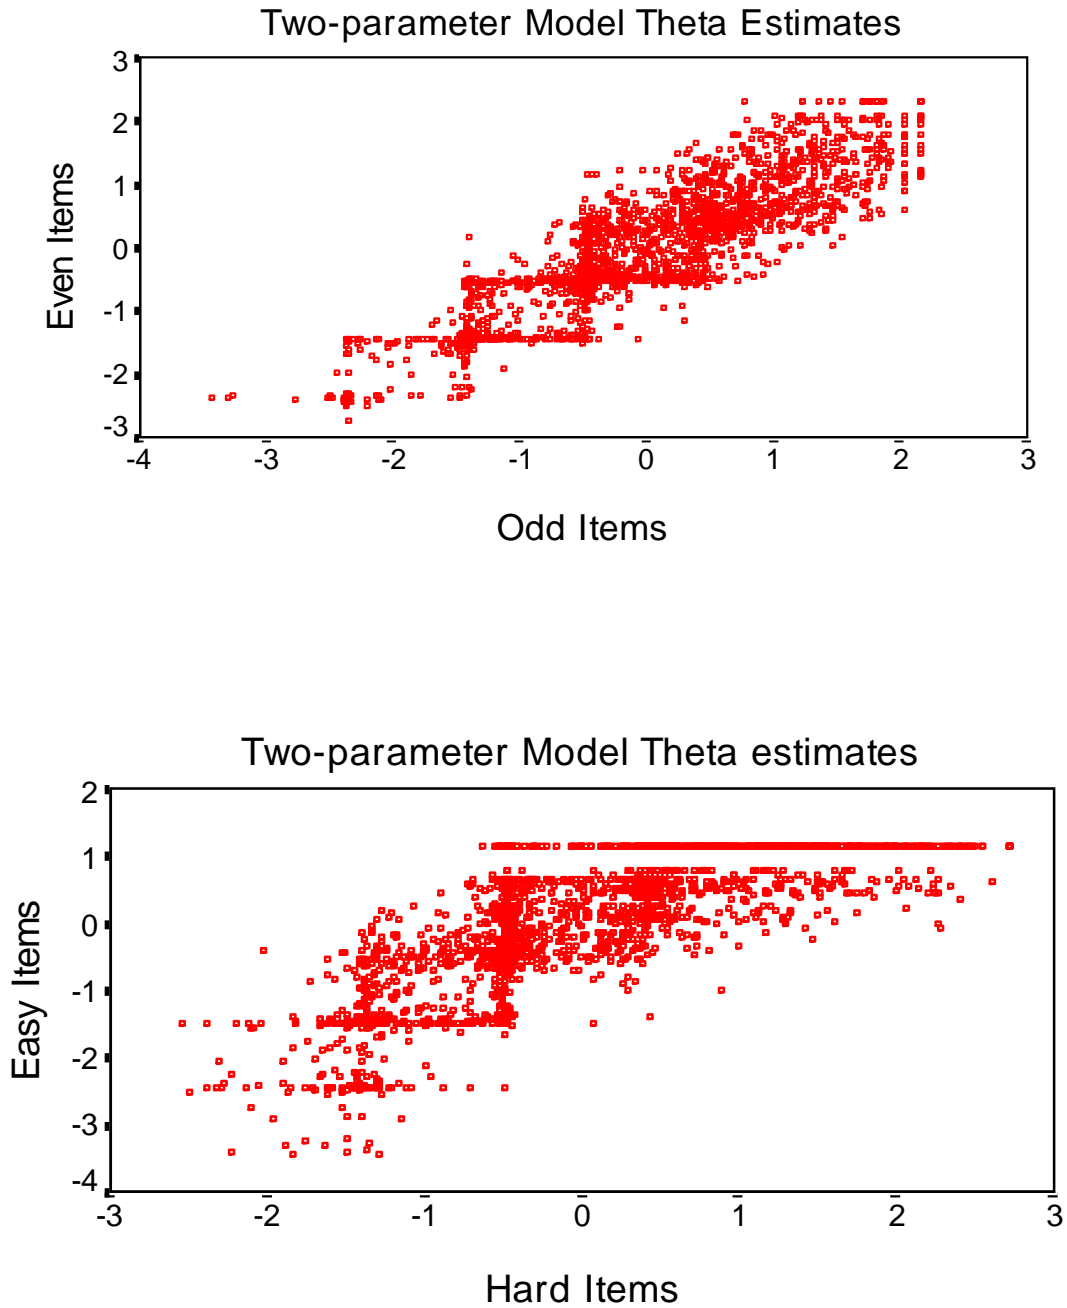 Two-parameter Model Theta Estimates
3
2
1
0
-1
-2
-3
Even Items
-4 -3 -2 -1 0 1 2 3
Odd Items
Two-parameter Model Theta estimates
2
1
0
-1
-2
-3
-4
Easy Items
-3 -2 -1 0 1 2 3
Hard Items